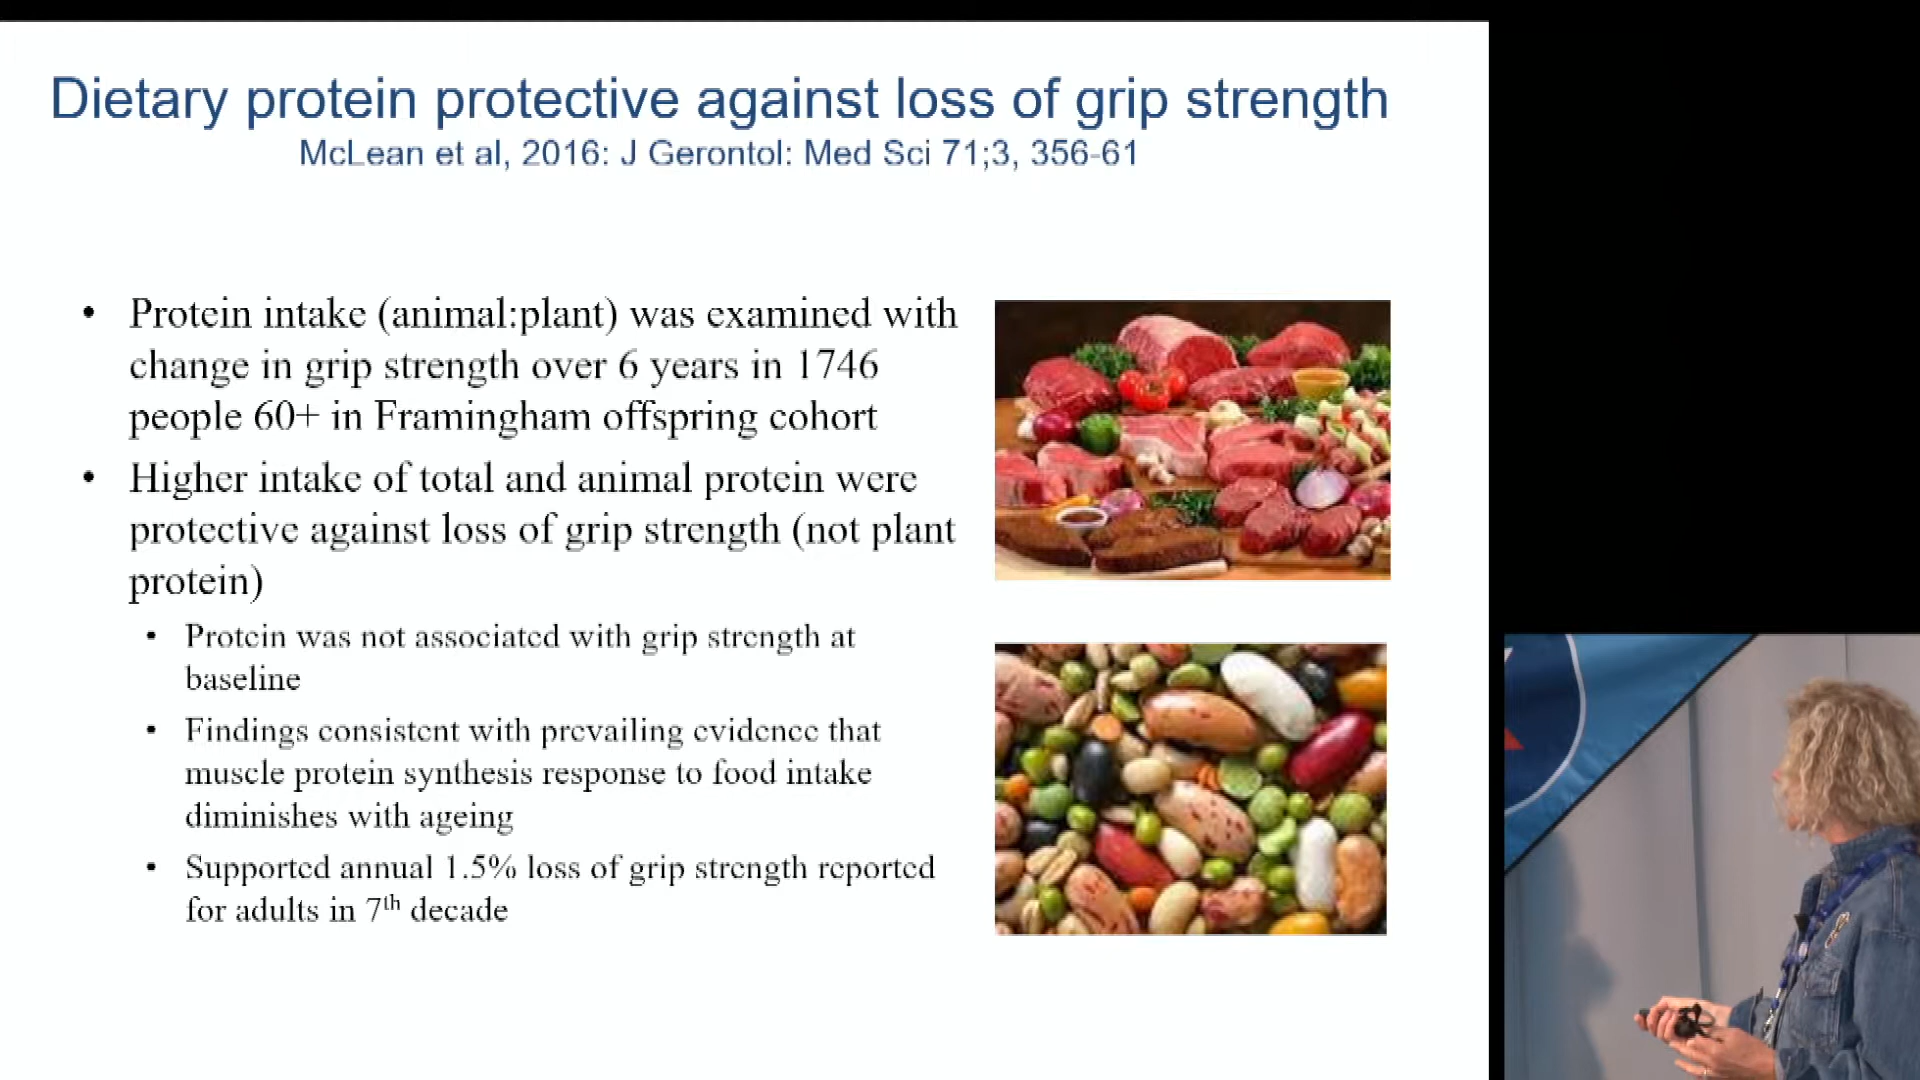 Dietary protein protective against loss of grip strength
McLean et al, 2016: J Gerontol: Med Sci 71;3, 356-61
• Protein intake (animal:plant) was examined with
change in grip strength over 6 years in 1746
people 60+ in Framingham offspring cohort
• Higher intake of total and animal protein were
protective against loss of grip strength (not plant
protein)
• Protein was not associated with grip strength at
baseline
• Findings consistent with prevailing evidence that
muscle protein synthesis response to food intake
diminishes with ageing
• Supported annual 1.5% loss of grip strength reported
for adults in 7th decade